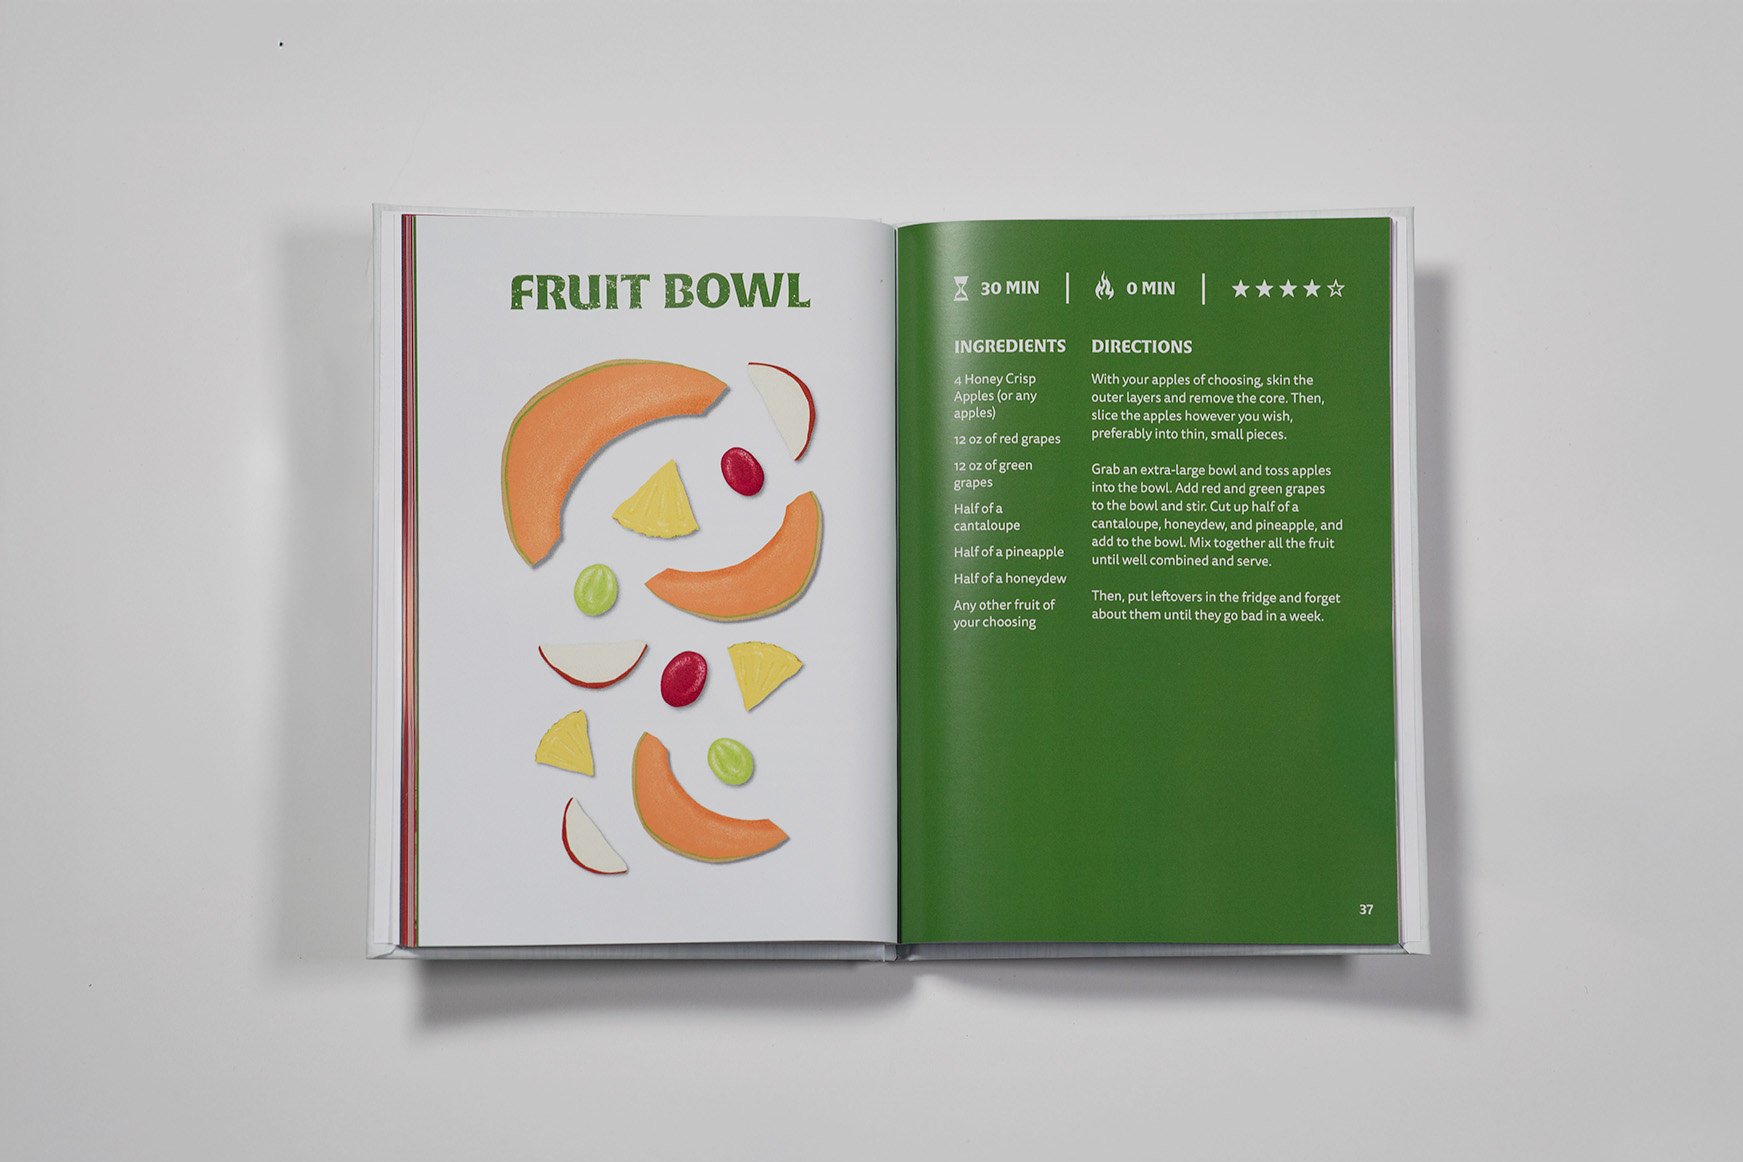 FRUIT BOWL
30 MIN | 0 MIN | ★★★★☆
INGREDIENTS
4 Honey Crisp
Apples (or any
apples)
12 oz of red grapes
12 oz of green
grapes
Half of a
cantaloupe
Half of a pineapple
Half of a honeydew
Any other fruit of
your choosing
DIRECTIONS
With your apples of choosing, skin the
outer layers and remove the core. Then,
slice the apples however you wish,
preferably into thin, small pieces.
Grab an extra-large bowl and toss apples
into the bowl. Add red and green grapes
to the bowl and stir. Cut up half of a
cantaloupe, honeydew, and pineapple, and
add to the bowl. Mix together all the fruit
until well combined and serve.
Then, put leftovers in the fridge and forget
about them until they go bad in a week.
37